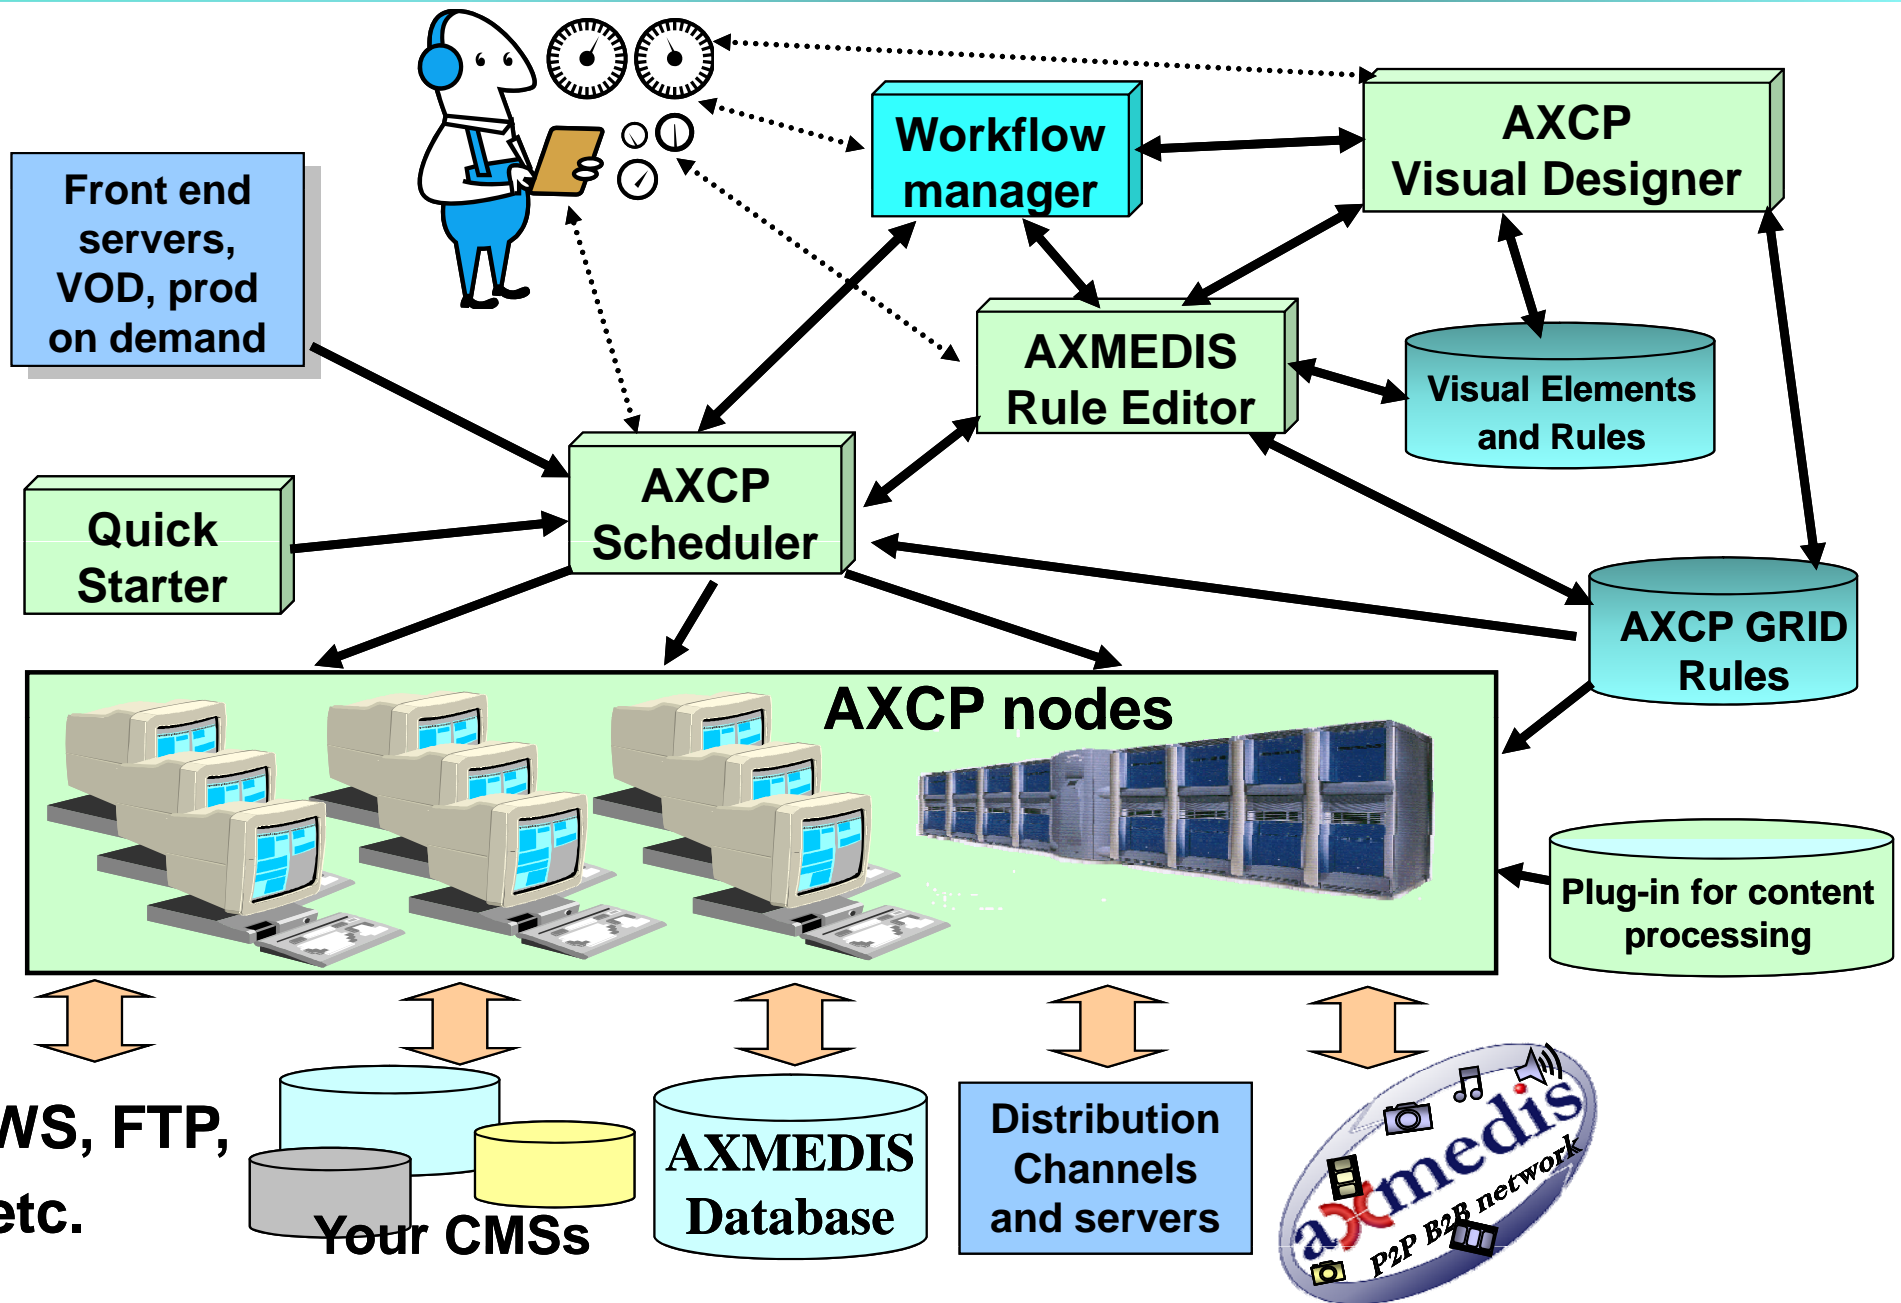 Workflow
manager
AXCP
Visual Designer
Front end
servers,
VOD, prod
on demand
AXMEDIS
Rule Editor
Visual Elements
and Rules
AXCP
Scheduler
Quick
Starter
AXCP GRID
Rules
AXCP nodes
Plug-in for content
processing
WS, FTP,
etc.
Your CMSs
AXMEDIS
Database
Distribution
Channels
and servers
axmedis
P2P B2B network